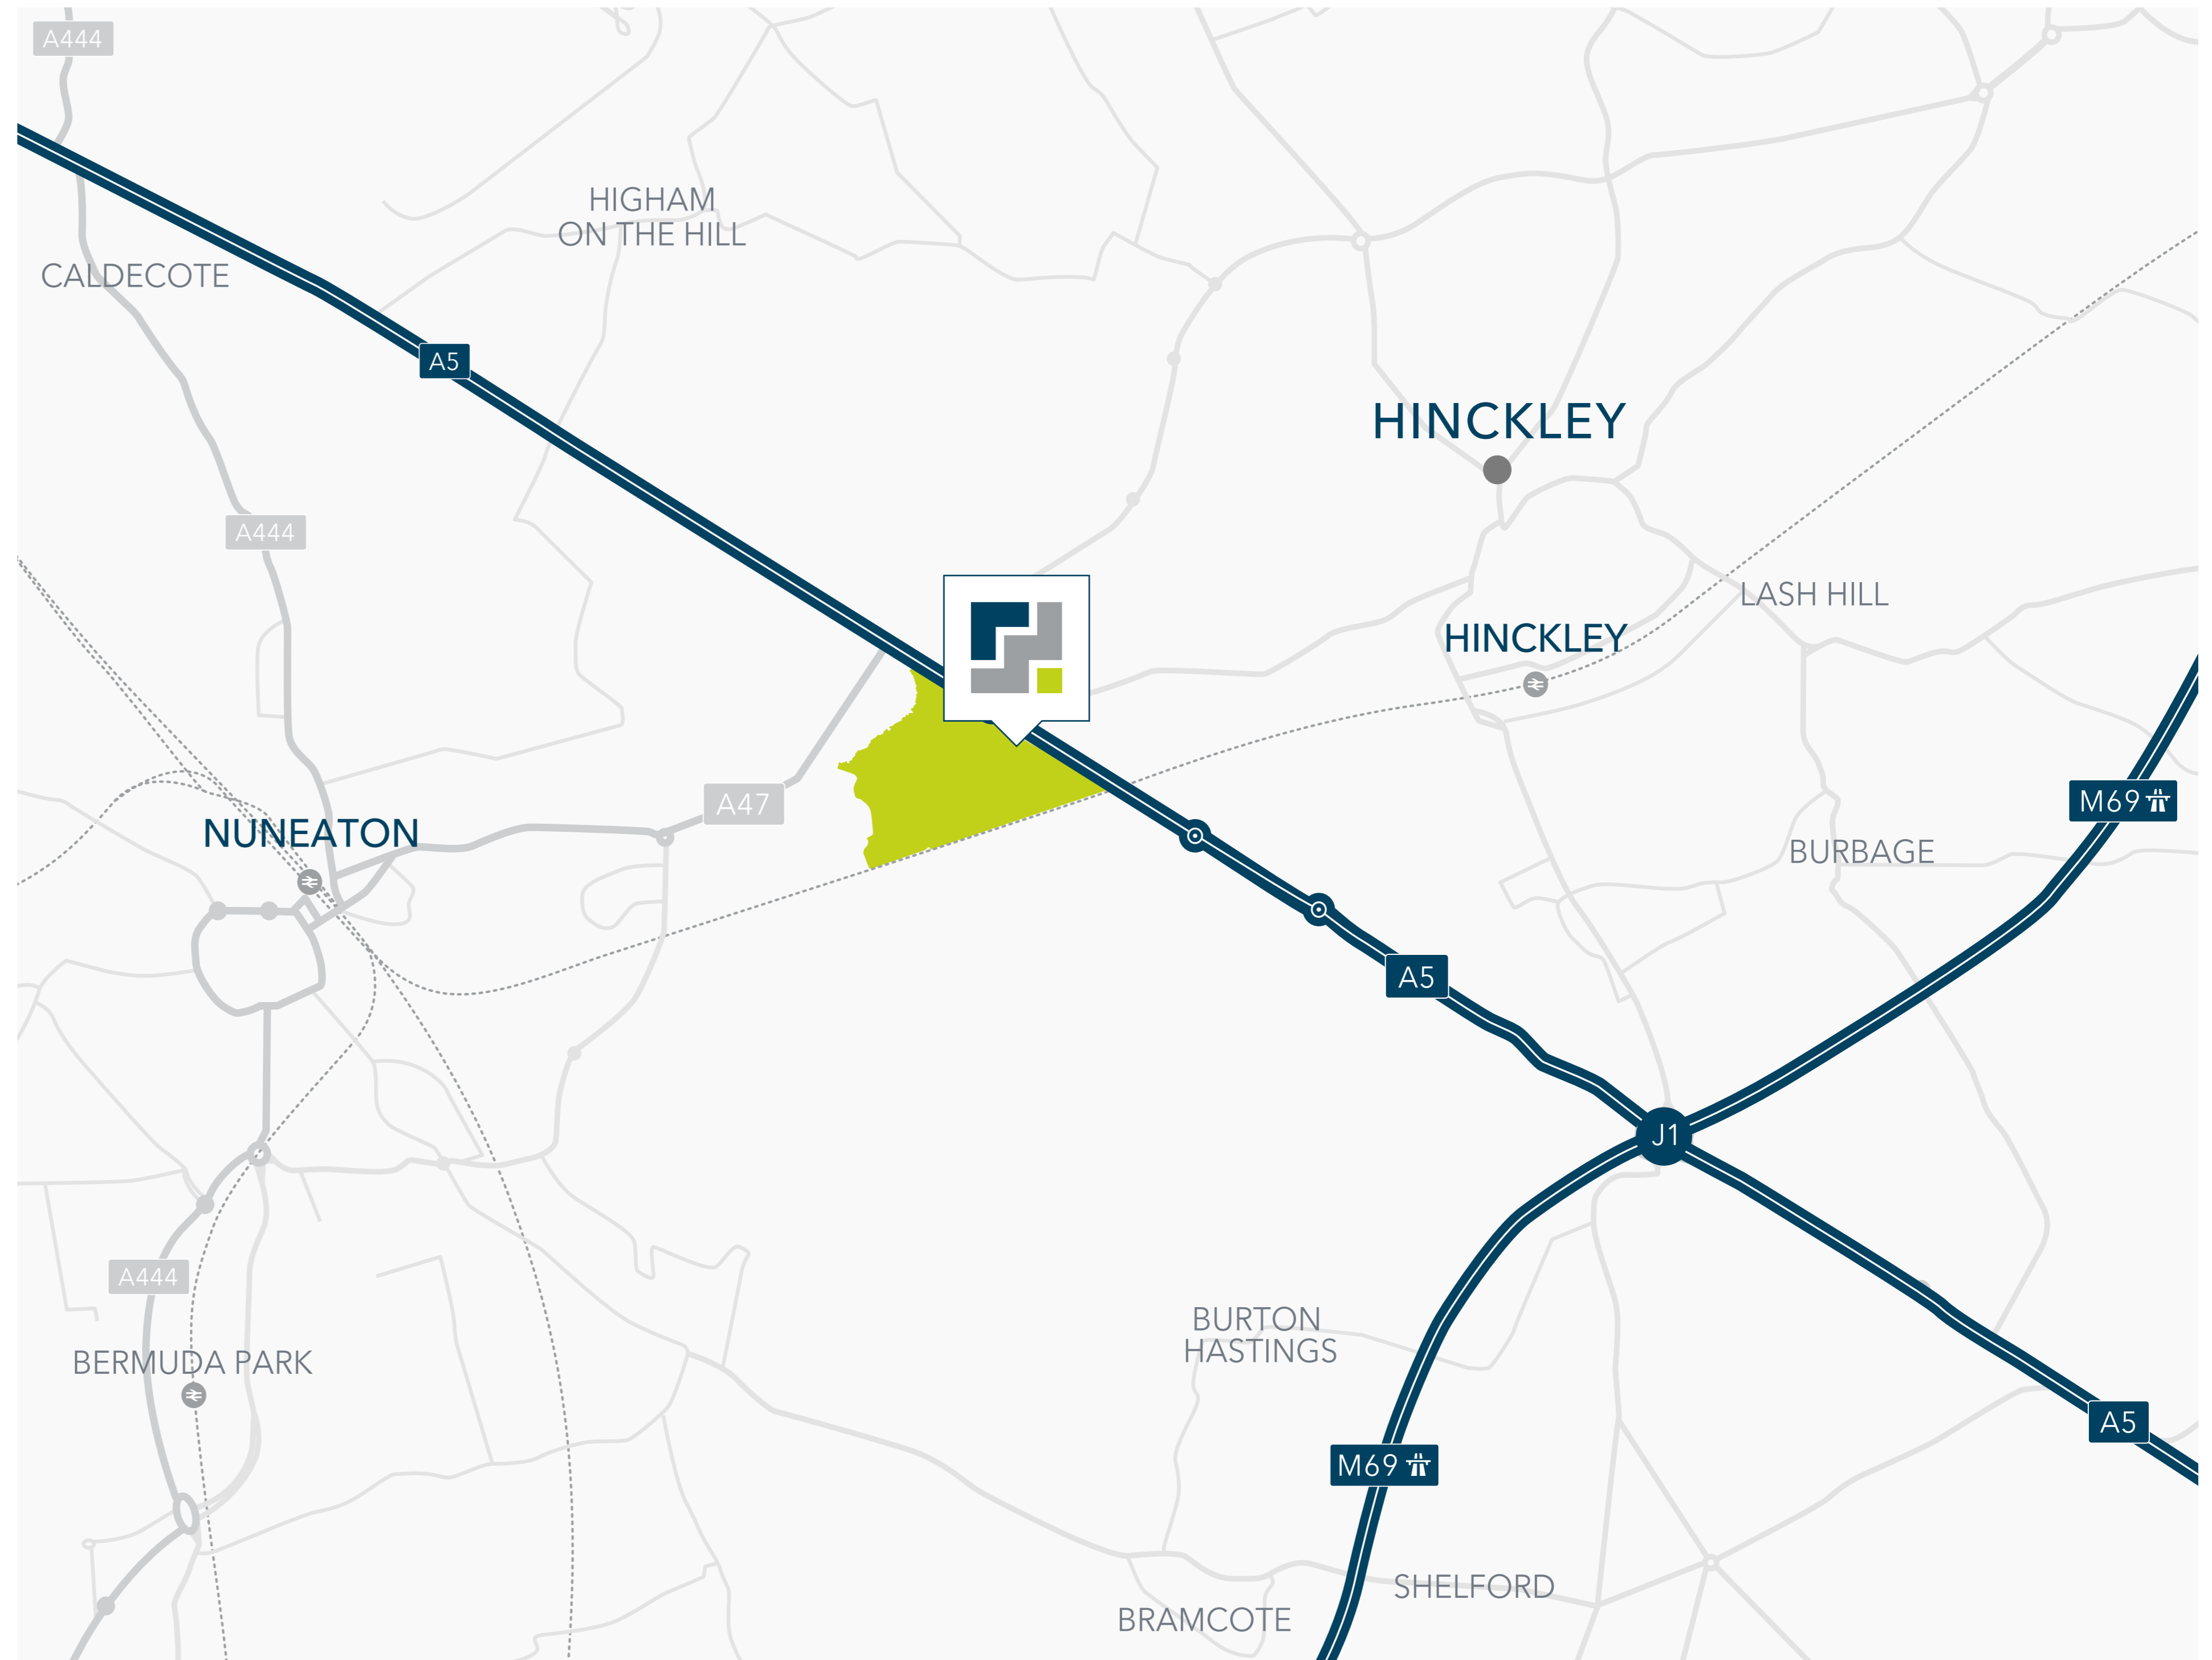 A444
HIGHAM
ON THE HILL
CALDECOTE
A5
HINCKLEY
A444
LASH HILL
HINCKLEY
A47
M69
NUNEATON
BURBAGE
A5
J1
A444
BURTON
HASTINGS
BERMUDA PARK
A5
M69
SHELFORD
BRAMCOTE